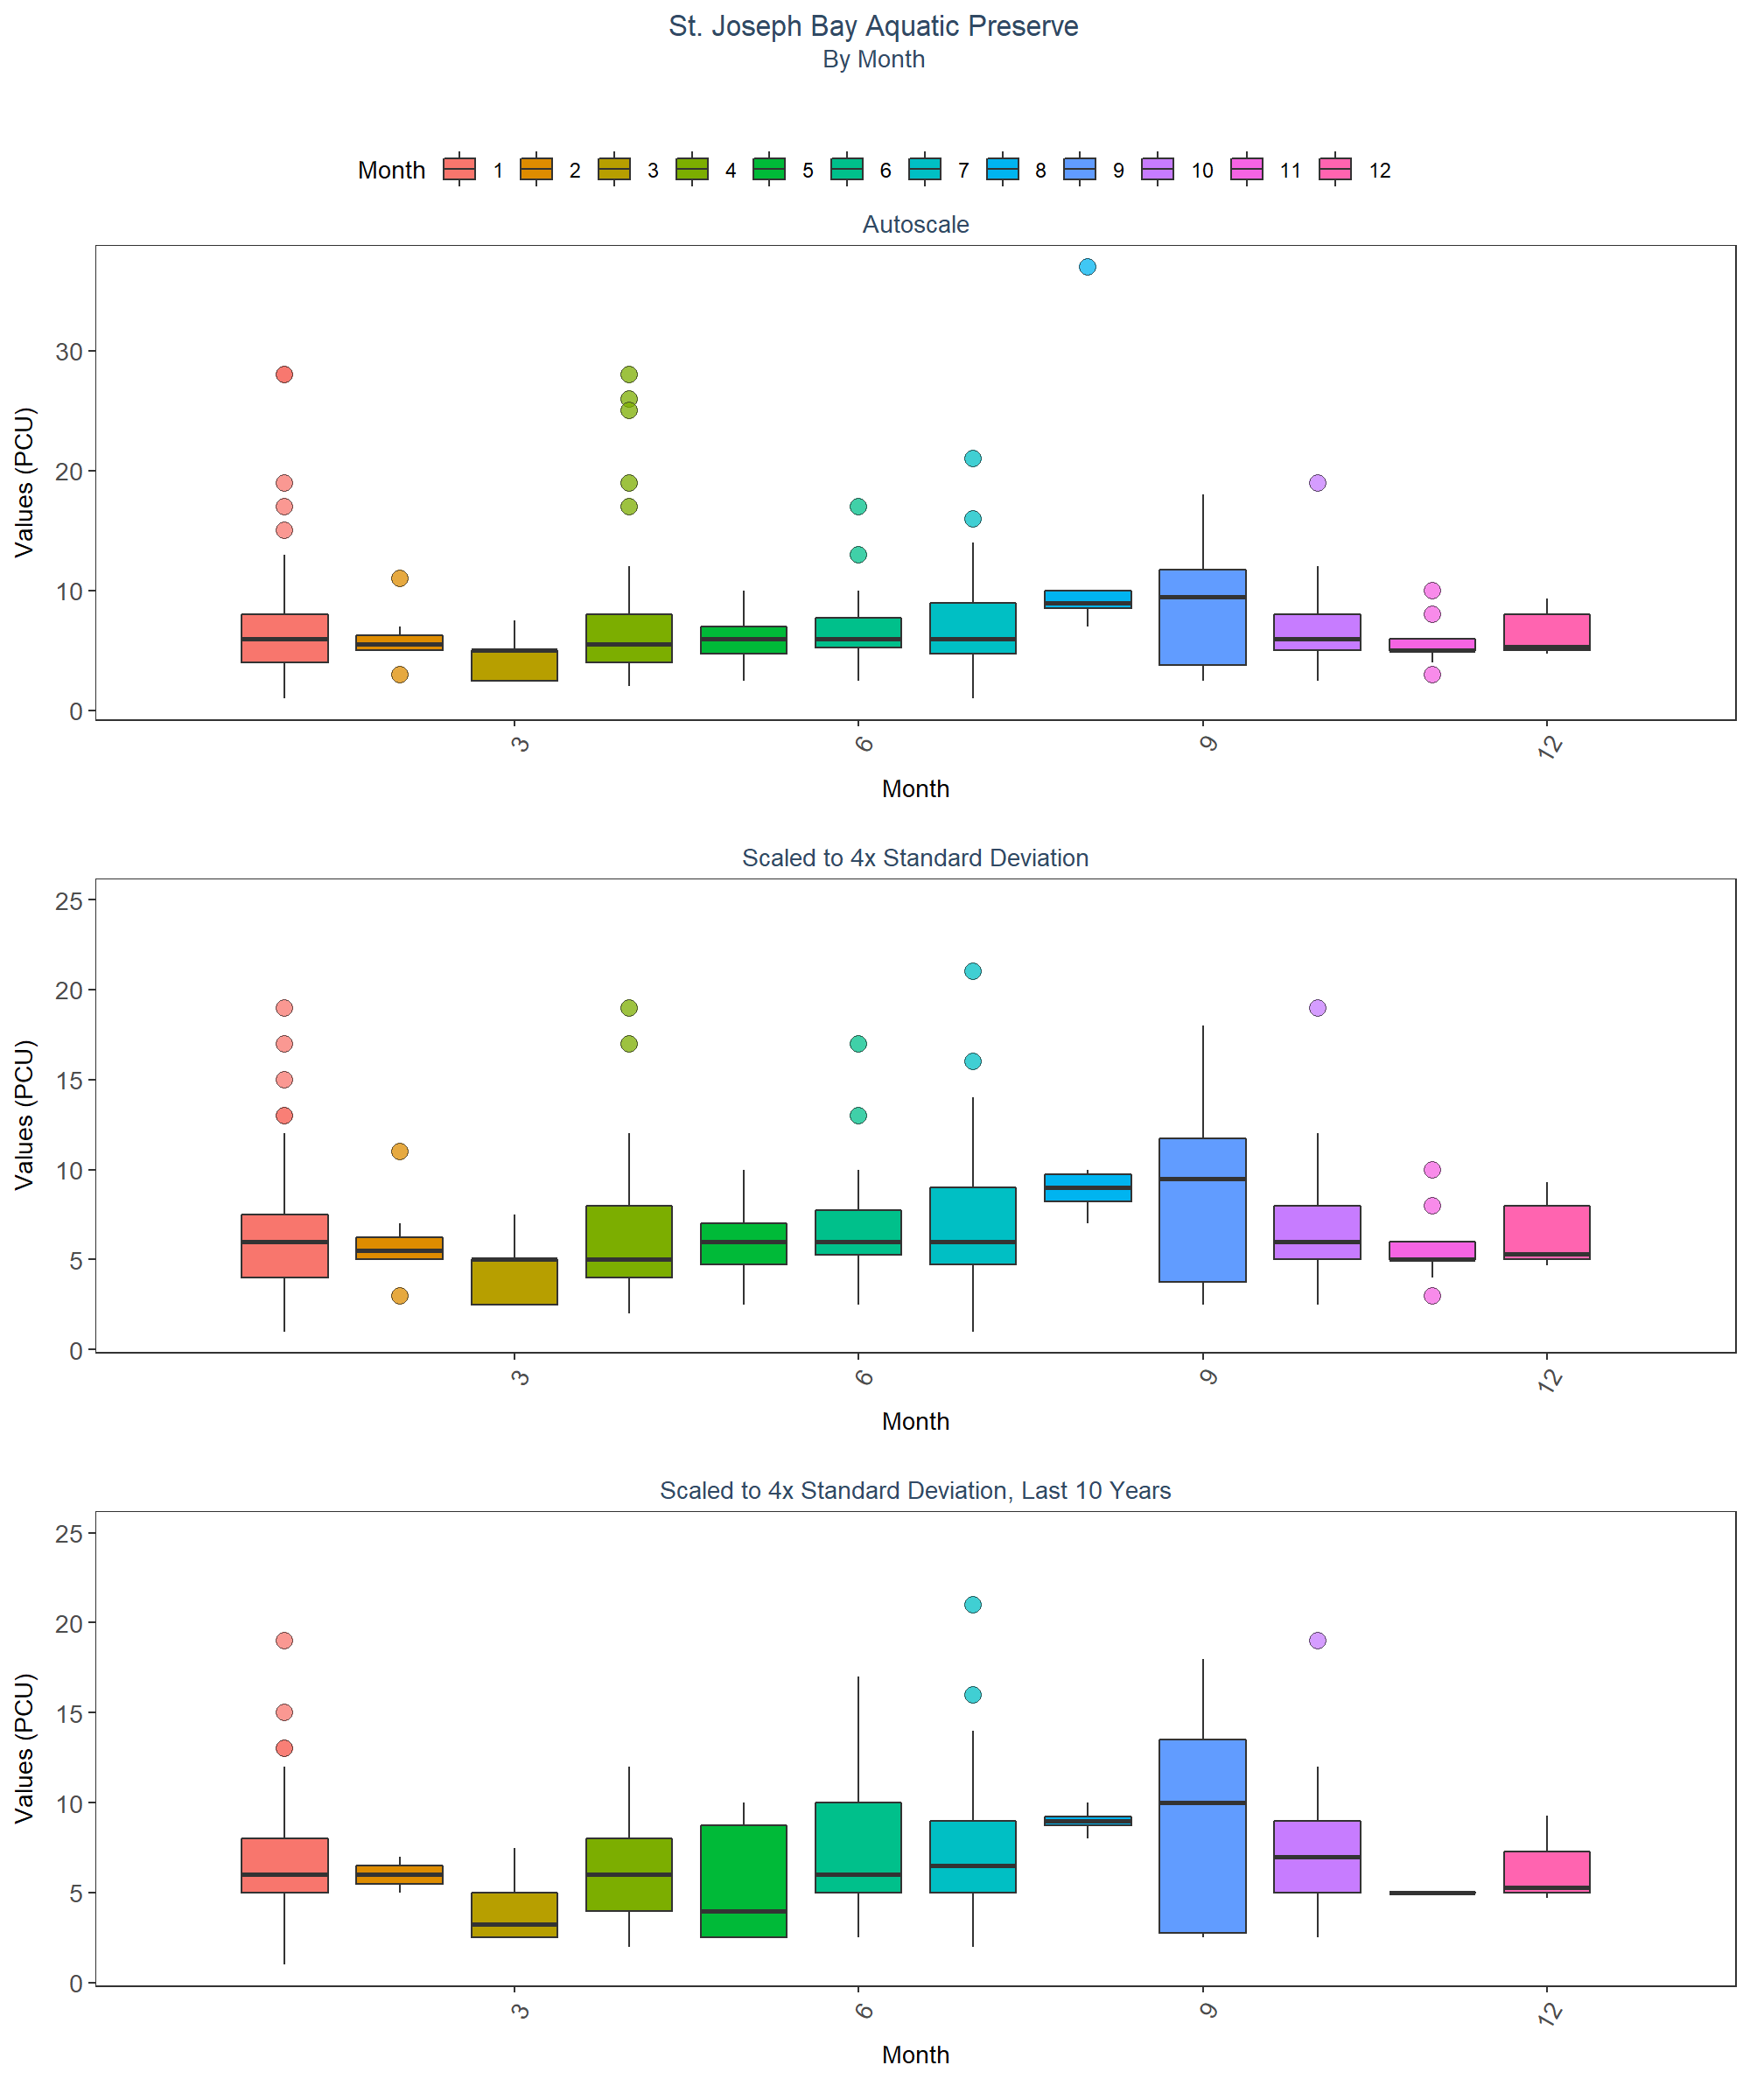 St. Joseph Bay Aquatic Preserve
By Month
Month 1 2 3 4 5 6 7 8 9 10 11 12
Autoscale
Values (PCU)
30
20
10
0
3 6 9 12
Month
Scaled to 4x Standard Deviation
Values (PCU)
25
20
15
10
5
0
3 6 9 12
Month
Scaled to 4x Standard Deviation, Last 10 Years
Values (PCU)
25
20
15
10
5
0
3 6 9 12
Month